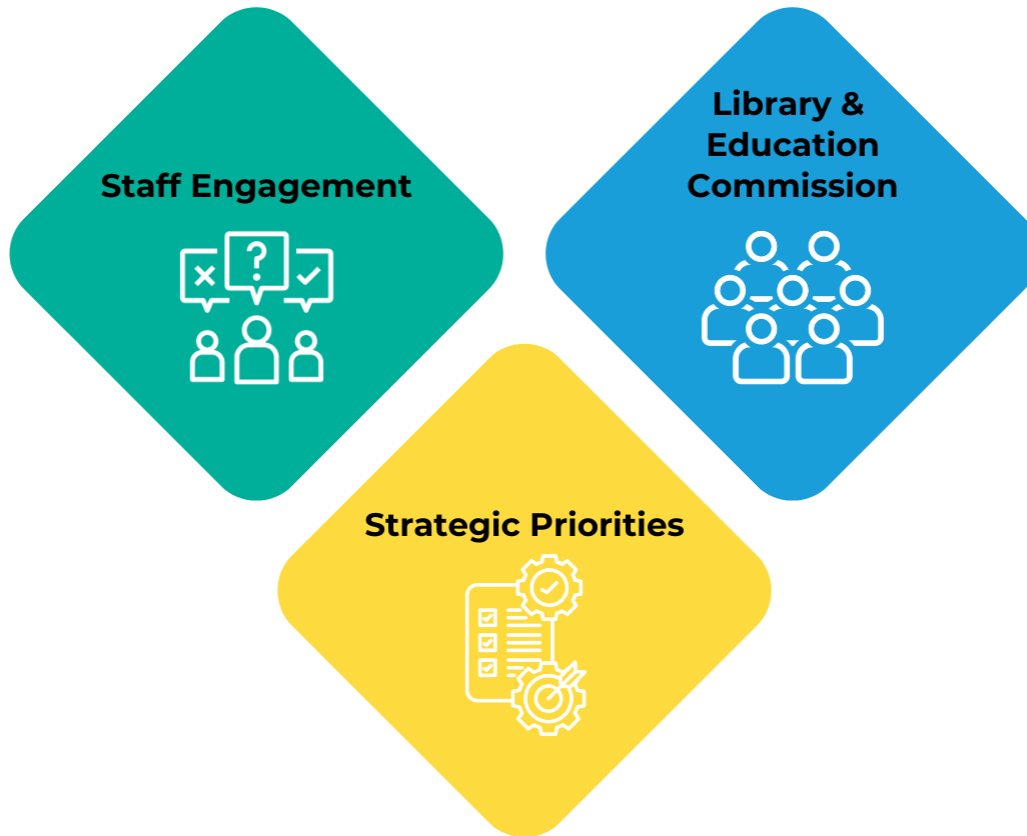 Staff Engagement
Library &
Education
Commission
?
Strategic Priorities